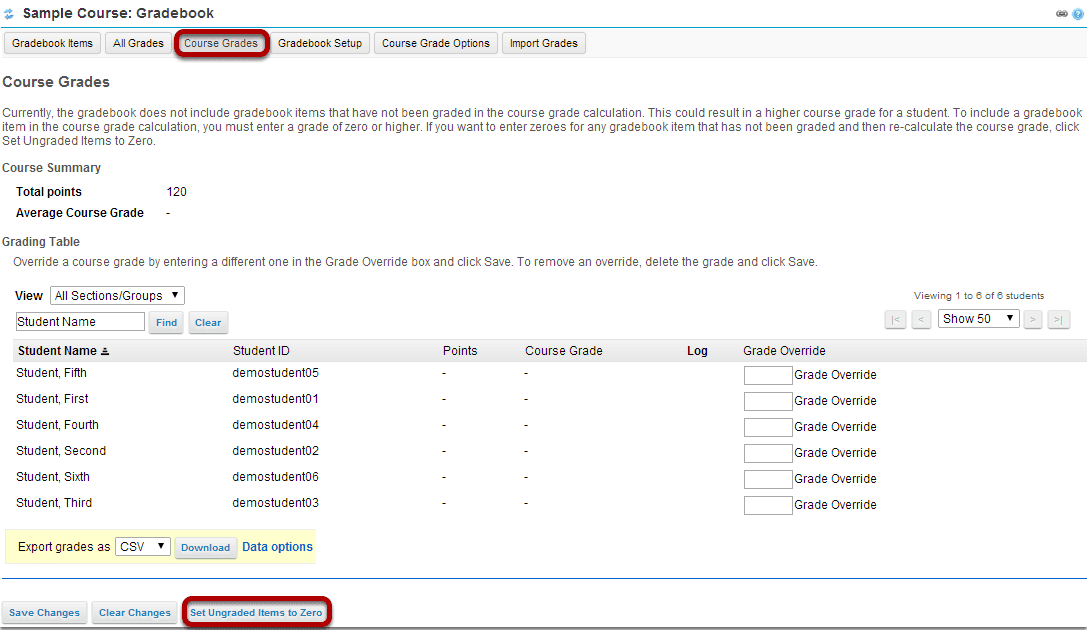 Sample Course: Gradebook
Gradebook Items All Grades Course Grades Gradebook Setup Course Grade Options Import Grades
Course Grades
Currently, the gradebook does not include gradebook items that have not been graded in the course grade calculation. This could result in a higher course grade for a student. To include a gradebook
item in the course grade calculation, you must enter a grade of zero or higher. If you want to enter zeroes for any gradebook item that has not been graded and then re-calculate the course grade, click
Set Ungraded Items to Zero.
Course Summary
Total points 120
Average Course Grade -
Grading Table
Override a course grade by entering a different one in the Grade Override box and click Save. To remove an override, delete the grade and click Save.
View All Sections/Groups Viewing 1 to 6 of 6 students
Student Name Find Clear |< < Show 50 > >|
Student Name Student ID Points Course Grade Log Grade Override
Student, Fifth demostudent05 - - Grade Override
Student, First demostudent01 - - Grade Override
Student, Fourth demostudent04 - - Grade Override
Student, Second demostudent02 - - Grade Override
Student, Sixth demostudent06 - - Grade Override
Student, Third demostudent03 - - Grade Override
Export grades as CSV Download Data options
Save Changes Clear Changes Set Ungraded Items to Zero